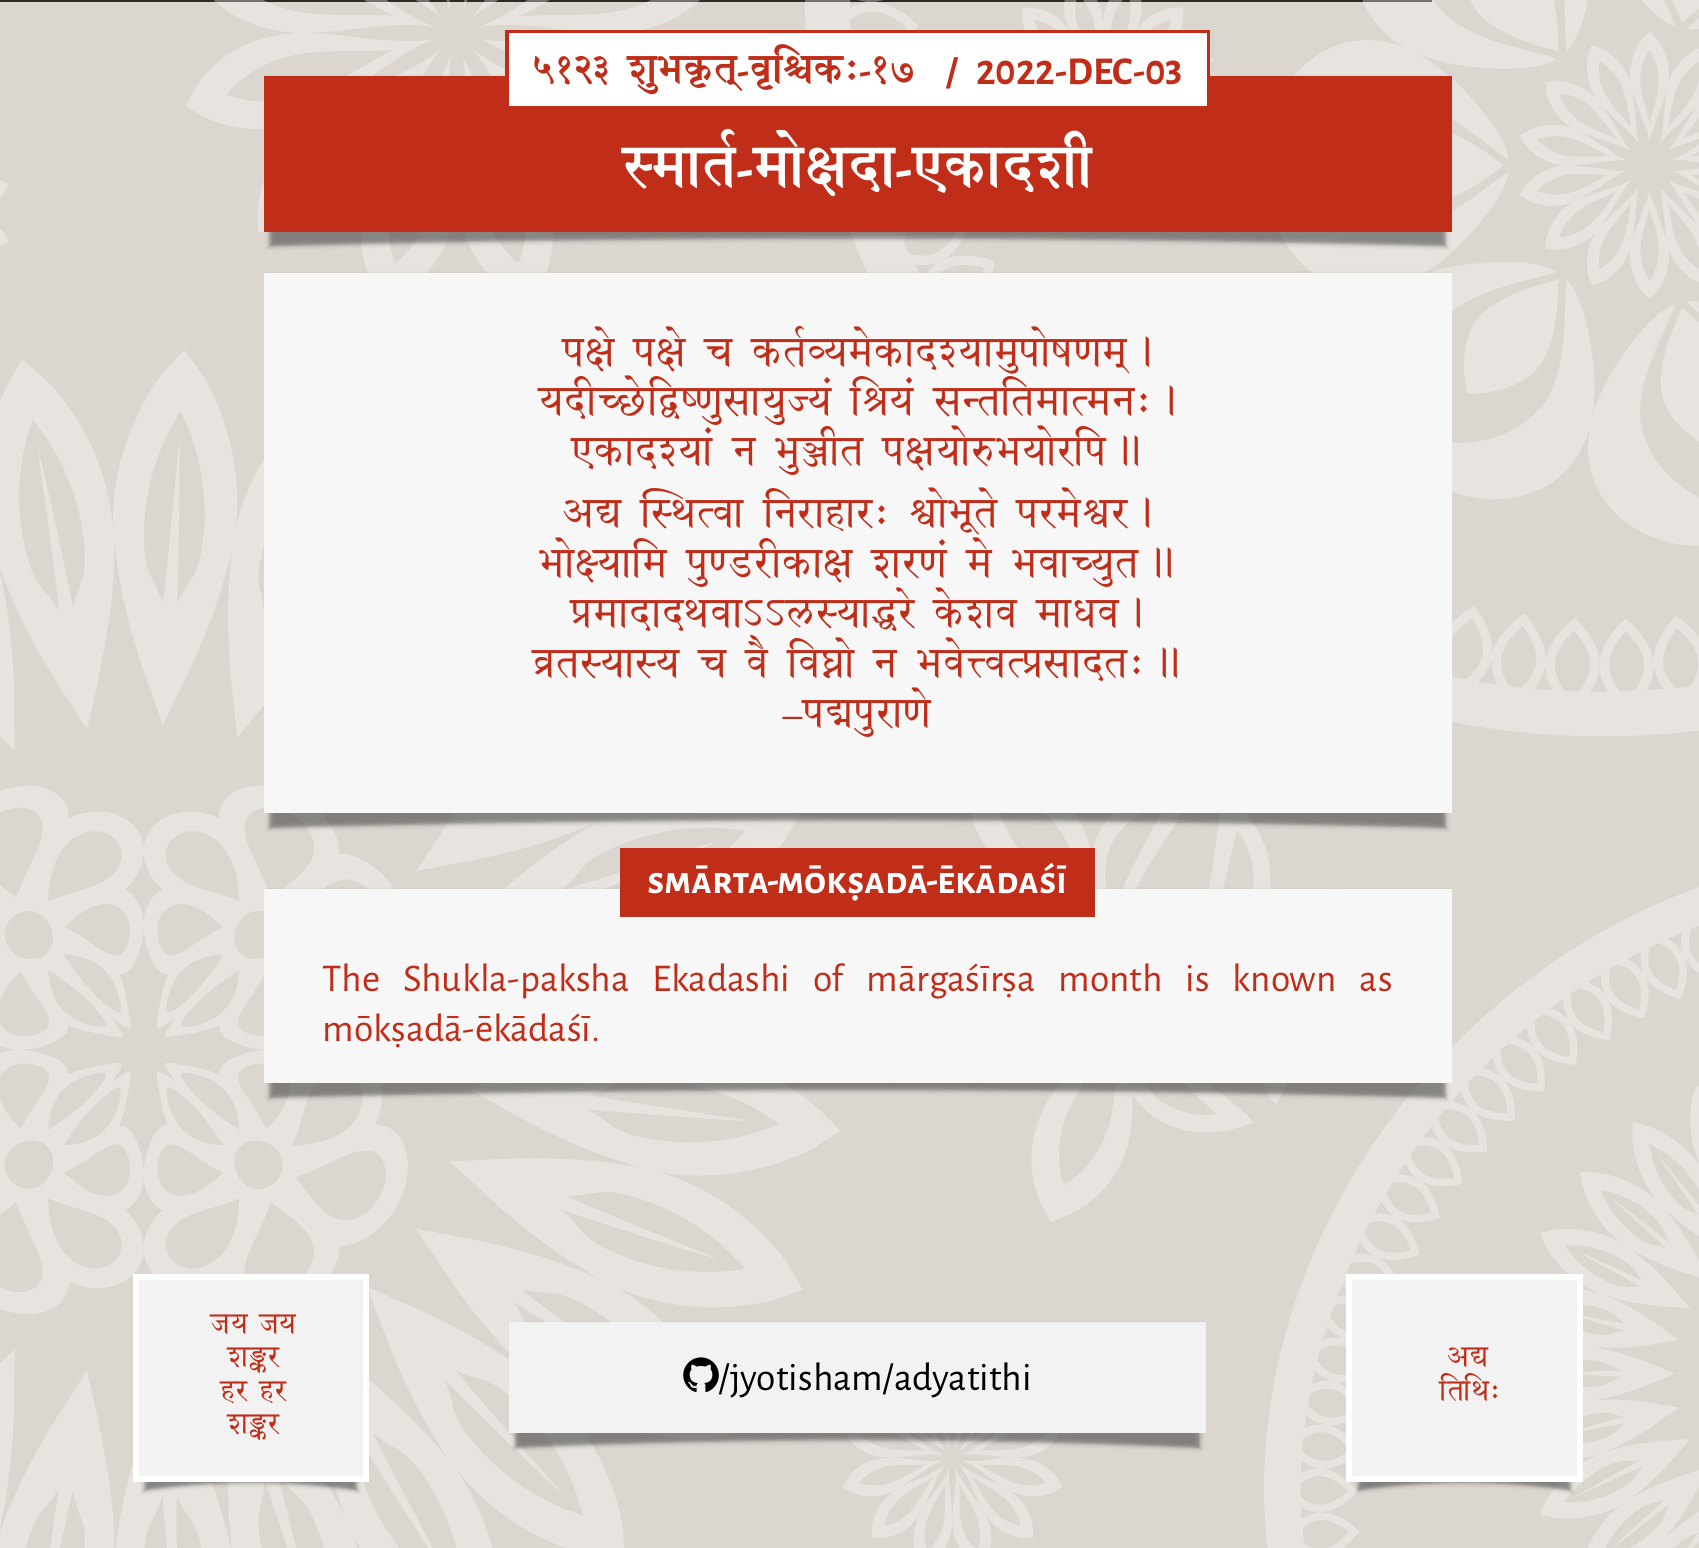 ५१२३ शुभकृत्-वृश्चिकः-१७ / 2022-DEC-03
स्मार्त-मोक्षदा-एकादशी
पक्षे पक्षे च कर्तव्यमेकादश्यामुपोषणम् ।
यदीच्छेद्विष्णुसायुज्यं श्रियं सन्ततिमात्मनः ।
एकादश्यां न भुञ्जीत पक्षयोरुभयोरपि ॥
अद्य स्थित्वा निराहारः श्वोभूते परमेश्वर ।
भोक्ष्यामि पुण्डरीकाक्ष शरणं मे भवाच्युत ॥
प्रमादादथवाऽऽलस्याद्धरे केशव माधव ।
व्रतस्यास्य च वै विघ्नो न भवेत्त्वत्प्रसादतः ॥
–पद्मपुराणे
SMĀRTA-MŌKṢADĀ-ĒKĀDAŚĪ
The Shukla-paksha Ekadashi of mārgaśīrṣa month is known as
mōkṣadā-ēkādaśī.
जय जय
शङ्कर
हर हर
शङ्कर
/jyotisham/adyatithi
अद्य
तिथिः